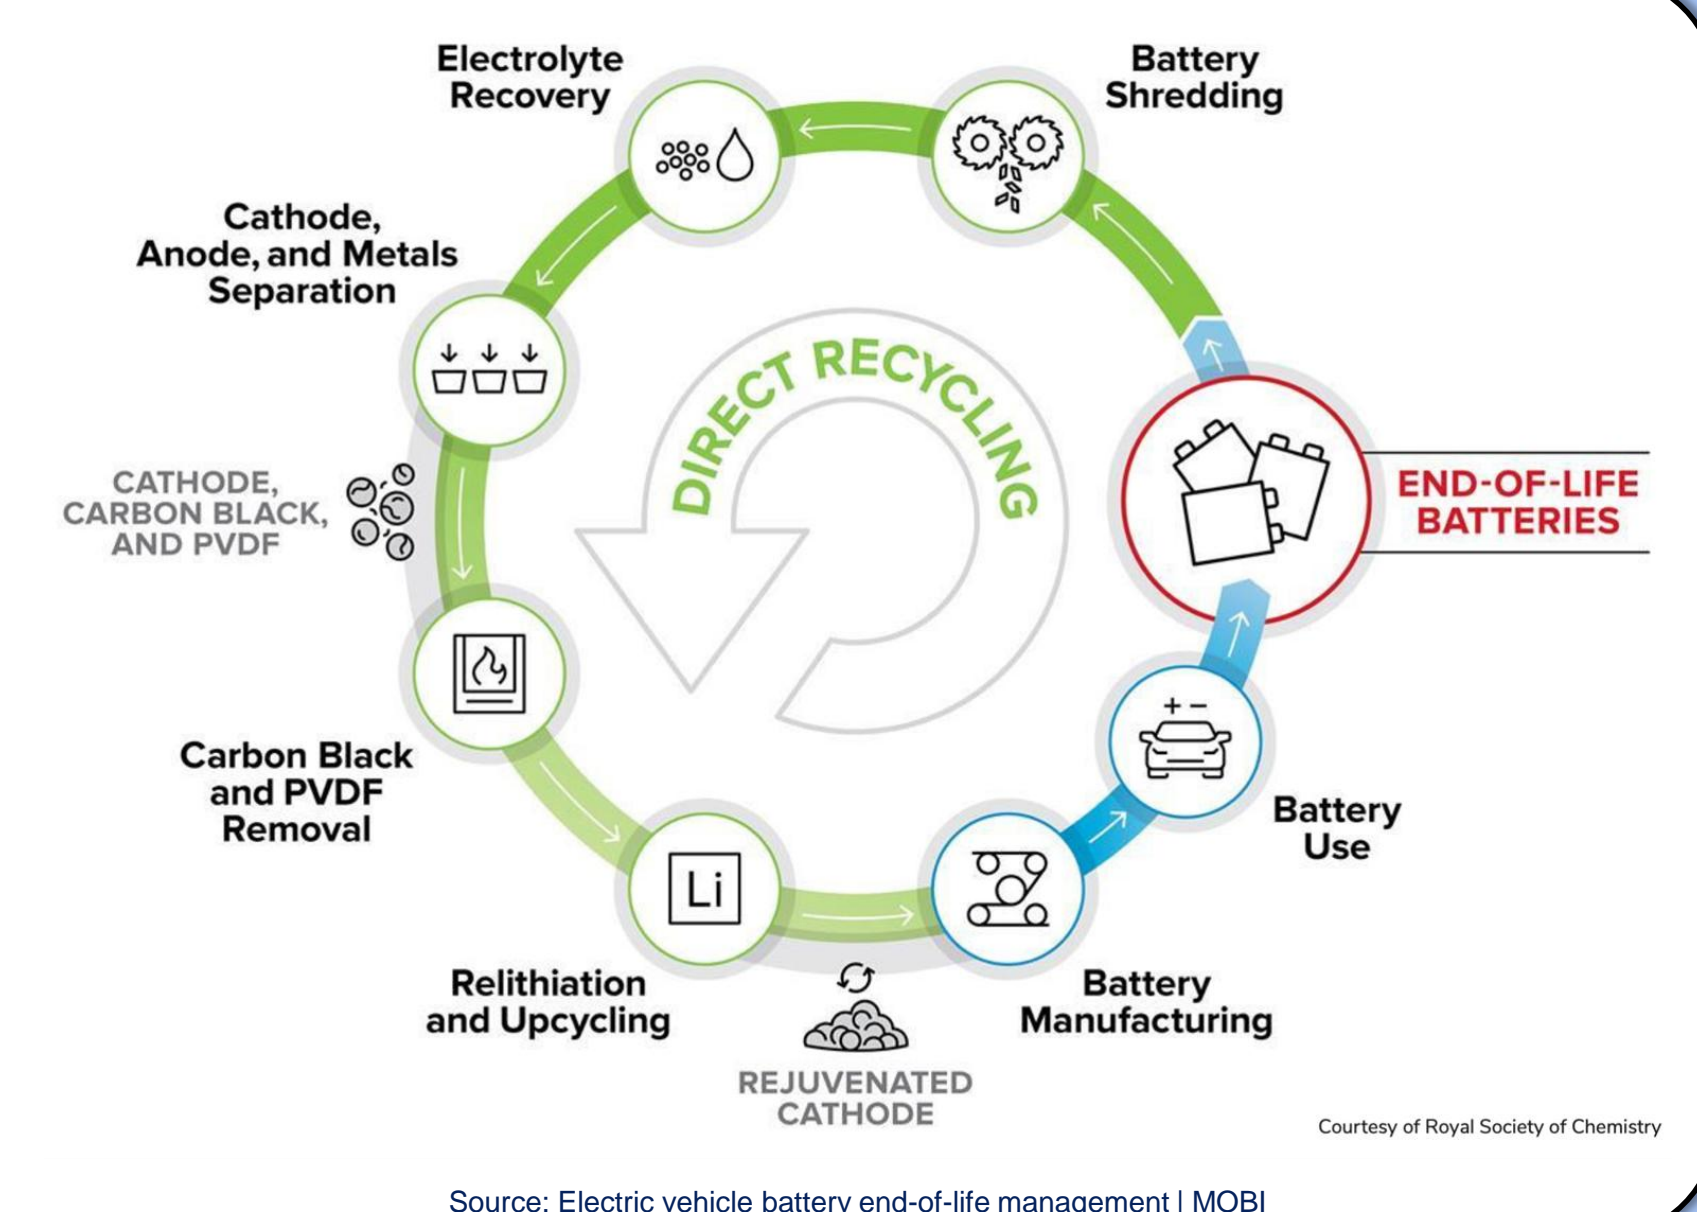 Electrolyte
Recovery
Battery
Shredding
Cathode,
Anode, and Metals
Separation
DIRECT RECYCLING
CATHODE,
CARBON BLACK,
AND PVDF
END-OF-LIFE
BATTERIES
+ −
Carbon Black
and PVDF
Removal
Battery
Use
Li
Relithiation
and Upcycling
Battery
Manufacturing
REJUVENATED
CATHODE
Courtesy of Royal Society of Chemistry
Source: Electric vehicle battery end-of-life management | MOBI